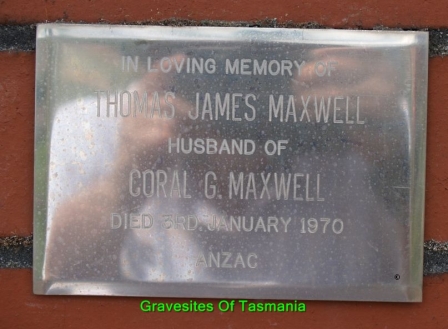 IN LOVING MEMORY OF
THOMAS JAMES MAXWELL
HUSBAND OF
CORAL G. MAXWELL
DIED 3RD. JANUARY 1970
ANZAC
©
Gravesites Of Tasmania